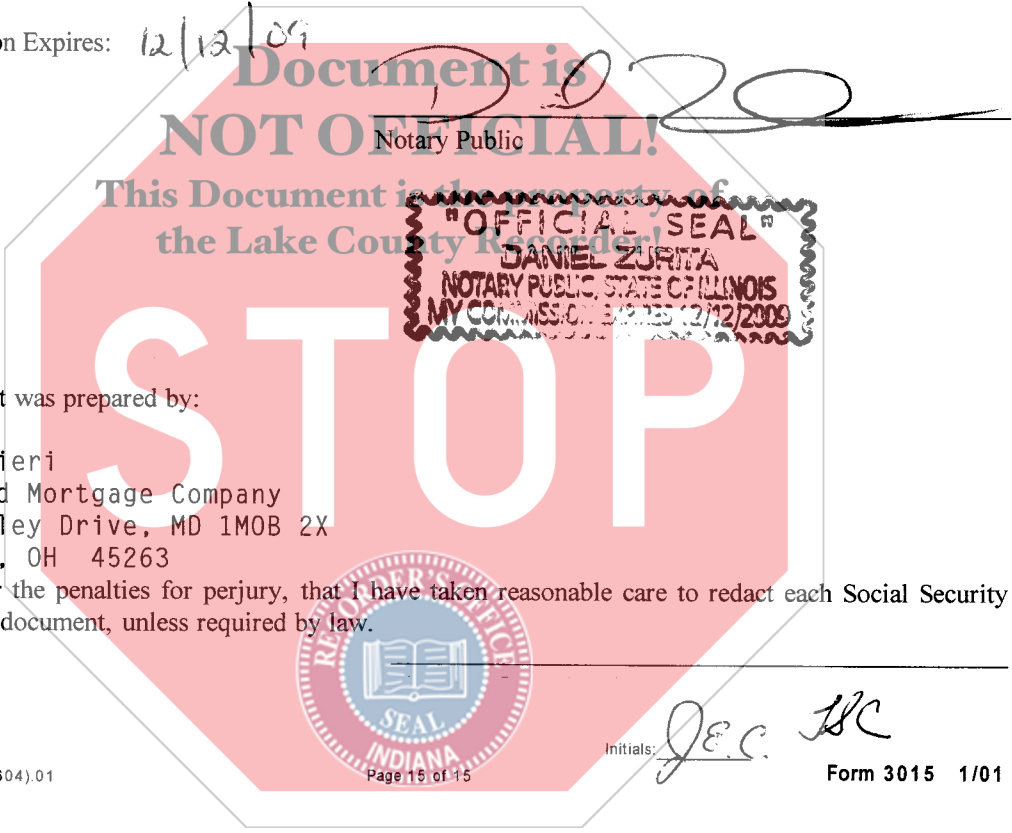 on Expires: 12/12/09
Document is
NOT OFFICIAL!
Notary Public
This Document is the property of
the Lake County Recorder!
"OFFICIAL SEAL"
DANIEL ZURITA
NOTARY PUBLIC, STATE OF ILLINOIS
MY COMMISSION EXPIRES 12/12/2009
STOP
t was prepared by:
ieri
d Mortgage Company
ley Drive, MD 1MOB 2X
, OH 45263
r the penalties for perjury, that I have taken reasonable care to redact each Social Security
document, unless required by law.
RECORDER'S OFFICE
SEAL
INDIANA
Initials: J.E.C. JSC
604).01
Page 15 of 15
Form 3015 1/01